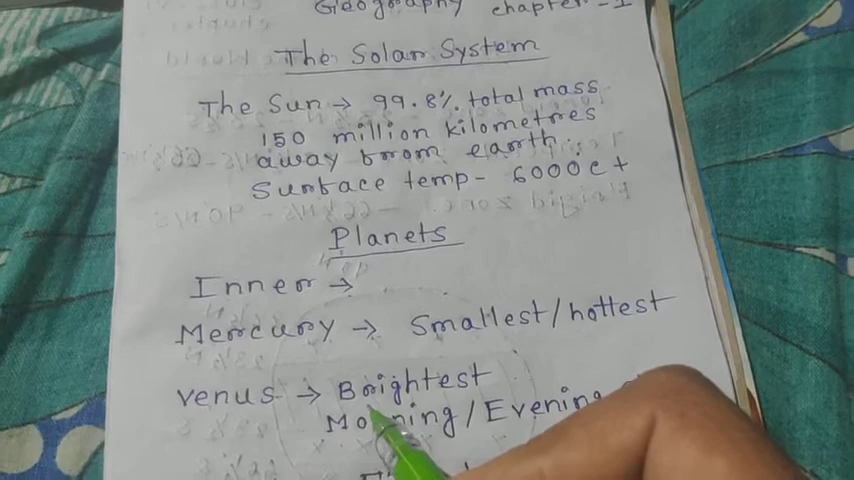 Geography chapter-1
The Solar System
The Sun → 99.8% total mass
150 million kilometres
away from earth.
Surface temp- 6000°c +
Planets
Inner →
Mercury → Smallest/hottest
Venus → Brightest
Morning/Evening